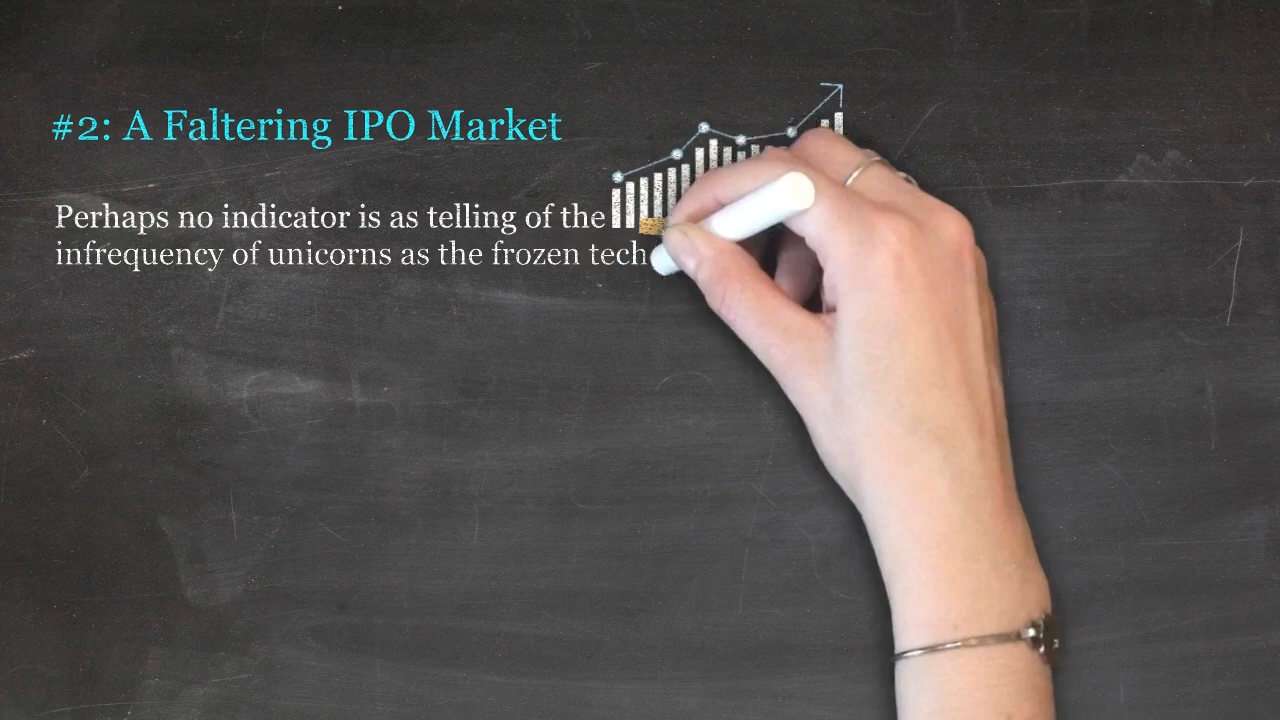 #2: A Faltering IPO Market
Perhaps no indicator is as telling of the
infrequency of unicorns as the frozen tech